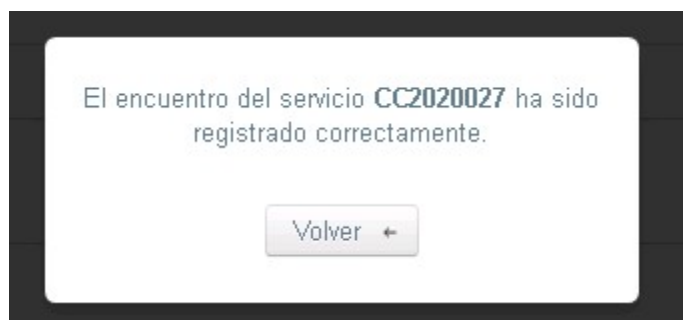 El encuentro del servicio CC2020027 ha sido
registrado correctamente.
Volver ←